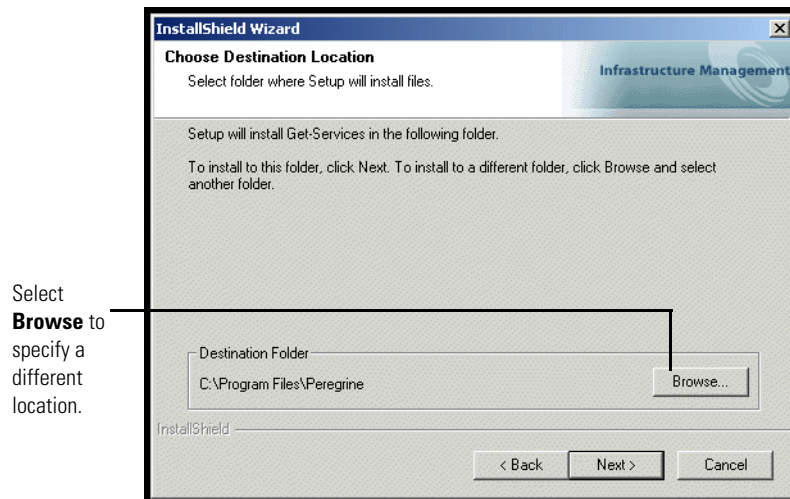 InstallShield Wizard
Choose Destination Location
Select folder where Setup will install files.
Infrastructure Management
Setup will install Get-Services in the following folder.
To install to this folder, click Next. To install to a different folder, click Browse and select
another folder.
Select
Browse to
specify a
different
location.
Destination Folder
C:\Program Files\Peregrine
Browse...
InstallShield
< Back
Next >
Cancel